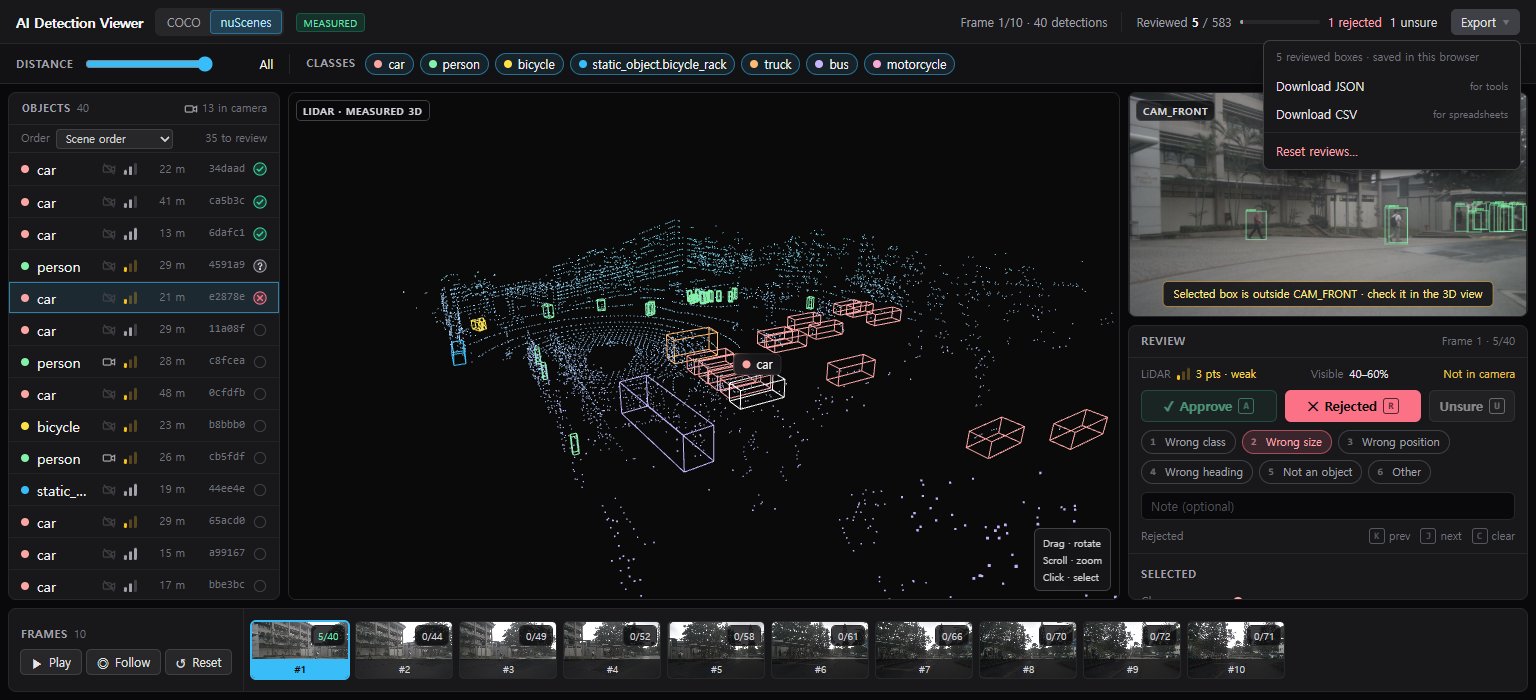 AI Detection Viewer COCO nuScenes MEASURED Frame 1/10 · 40 detections Reviewed 5 / 583 1 rejected 1 unsure Export
DISTANCE All CLASSES car person bicycle static_object.bicycle_rack truck bus motorcycle
5 reviewed boxes · saved in this browser
Download JSON for tools
Download CSV for spreadsheets
Reset reviews...
OBJECTS 40 13 in camera
Order Scene order 35 to review
car 22 m 34daad
car 41 m ca5b3c
car 13 m 6dafc1
person 29 m 4591a9 ?
car 21 m e2878e
car 29 m 11a08f
person 28 m c8fcea
car 48 m 0cfdfb
bicycle 23 m b8bbb0
person 26 m cb5fdf
static_... 19 m 44ee4e
car 29 m 65acd0
car 15 m a99167
car 17 m bbe3bc
LIDAR · MEASURED 3D
car
Drag · rotate
Scroll · zoom
Click · select
CAM_FRONT
Selected box is outside CAM_FRONT · check it in the 3D view
REVIEW Frame 1 · 5/40
LIDAR 3 pts · weak Visible 40–60% Not in camera
Approve A Rejected R Unsure U
1 Wrong class 2 Wrong size 3 Wrong position
4 Wrong heading 5 Not an object 6 Other
Note (optional)
Rejected K prev J next C clear
SELECTED
FRAMES 10
Play Follow Reset
5/40 0/44 0/49 0/52 0/58 0/61 0/66 0/70 0/72 0/71
#1 #2 #3 #4 #5 #6 #7 #8 #9 #10